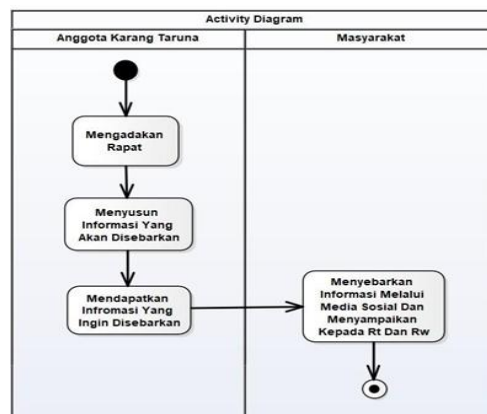 Activity Diagram
Anggota Karang Taruna
Masyarakat
Mengadakan
Rapat
Menyusun
Informasi Yang
Akan Disebarkan
Mendapatkan
Infromasi Yang
Ingin Disebarkan
Menyebarkan
Informasi Melalui
Media Sosial Dan
Menyampaikan
Kepada Rt Dan Rw